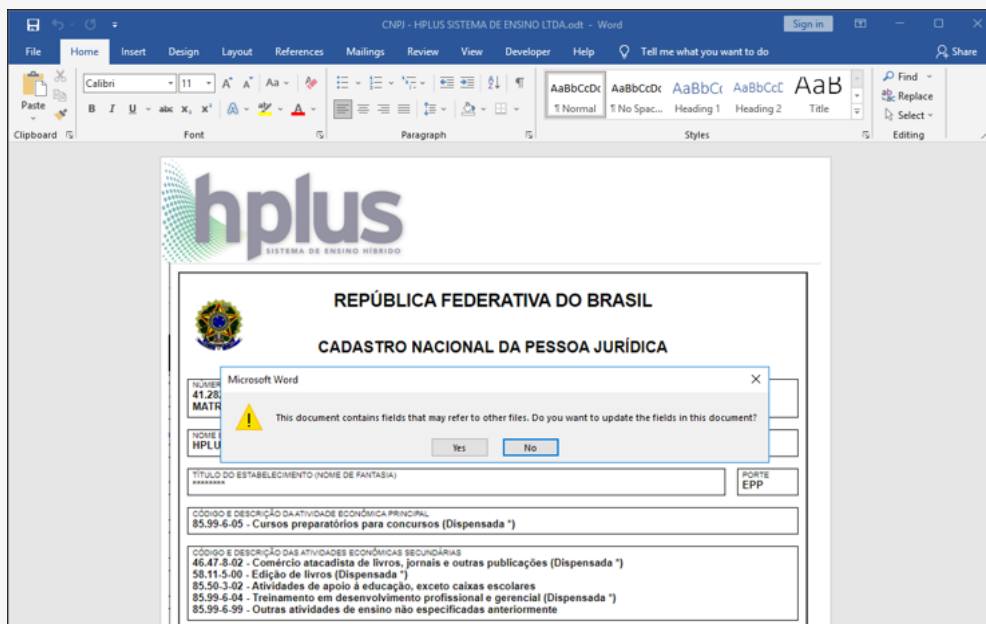 CNPJ - HPLUS SISTEMA DE ENSINO LTDA.odt - Word
Sign in
File Home Insert Design Layout References Mailings Review View Developer Help Tell me what you want to do Share
Paste
Calibri 11 A A Aa
B I U abc x, x² A A
AaBbCcDc AaBbCcDc AaBbCc AaBbCcC AaB
¶ Normal ¶ No Spac... Heading 1 Heading 2 Title
Find
Replace
Select
Clipboard Font Paragraph Styles Editing
hplus
SISTEMA DE ENSINO HÍBRIDO
REPÚBLICA FEDERATIVA DO BRASIL
CADASTRO NACIONAL DA PESSOA JURÍDICA
Microsoft Word
This document contains fields that may refer to other files. Do you want to update the fields in this document?
Yes No
TÍTULO DO ESTABELECIMENTO (NOME DE FANTASIA)
********
PORTE
EPP
CÓDIGO E DESCRIÇÃO DA ATIVIDADE ECONÔMICA PRINCIPAL
85.99-6-05 - Cursos preparatórios para concursos (Dispensada *)
CÓDIGO E DESCRIÇÃO DAS ATIVIDADES ECONÔMICAS SECUNDÁRIAS
46.47-8-02 - Comércio atacadista de livros, jornais e outras publicações (Dispensada *)
58.11-5-00 - Edição de livros (Dispensada *)
85.50-3-02 - Atividades de apoio à educação, exceto caixas escolares
85.99-6-04 - Treinamento em desenvolvimento profissional e gerencial (Dispensada *)
85.99-6-99 - Outras atividades de ensino não especificadas anteriormente